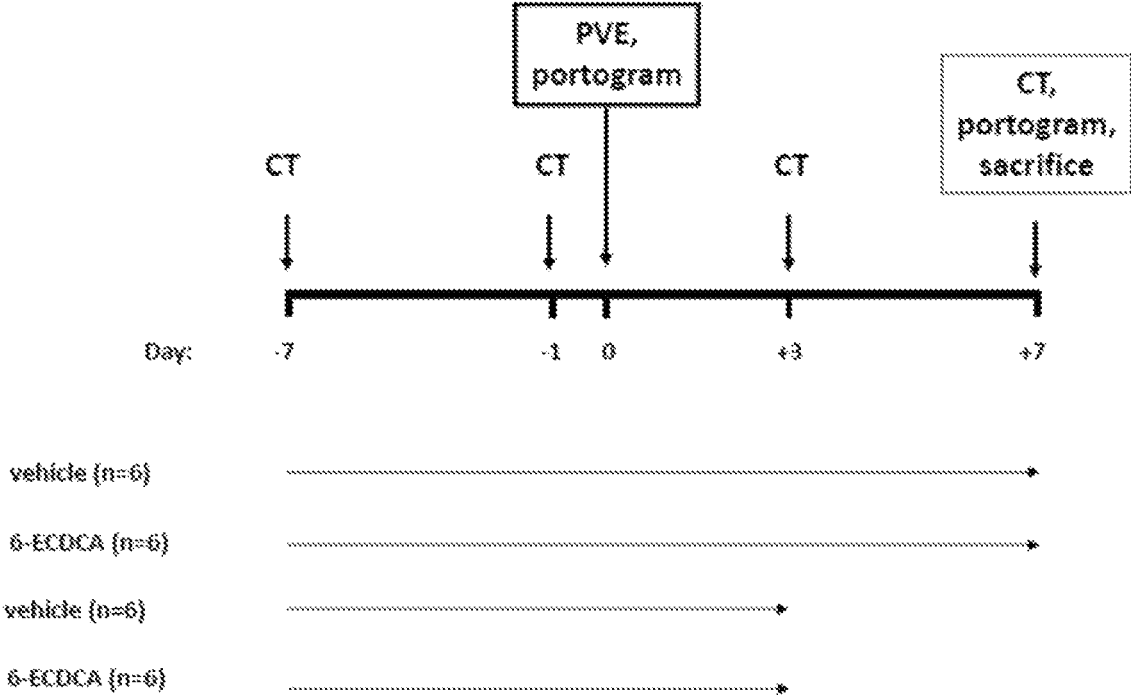 PVE,
portogram
CT,
portogram,
sacrifice
CT
CT
CT
Day:
-7
-1
0
+3
+7
vehicle (n=6)
6-ECDCA (n=6)
vehicle (n=6)
6-ECDCA (n=6)